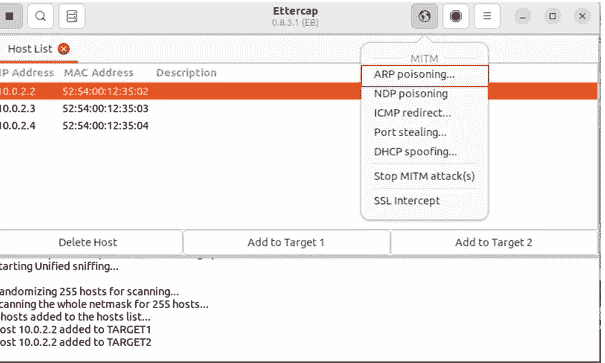 Ettercap
0.8.3.1 (EB)
Host List
IP Address MAC Address Description
10.0.2.2 52:54:00:12:35:02
10.0.2.3 52:54:00:12:35:03
10.0.2.4 52:54:00:12:35:04
MITM
ARP poisoning...
NDP poisoning
ICMP redirect...
Port stealing...
DHCP spoofing...
Stop MITM attack(s)
SSL Intercept
Delete Host Add to Target 1 Add to Target 2
tarting Unified sniffing...
andomizing 255 hosts for scanning...
canning the whole netmask for 255 hosts...
hosts added to the hosts list...
ost 10.0.2.2 added to TARGET1
ost 10.0.2.2 added to TARGET2